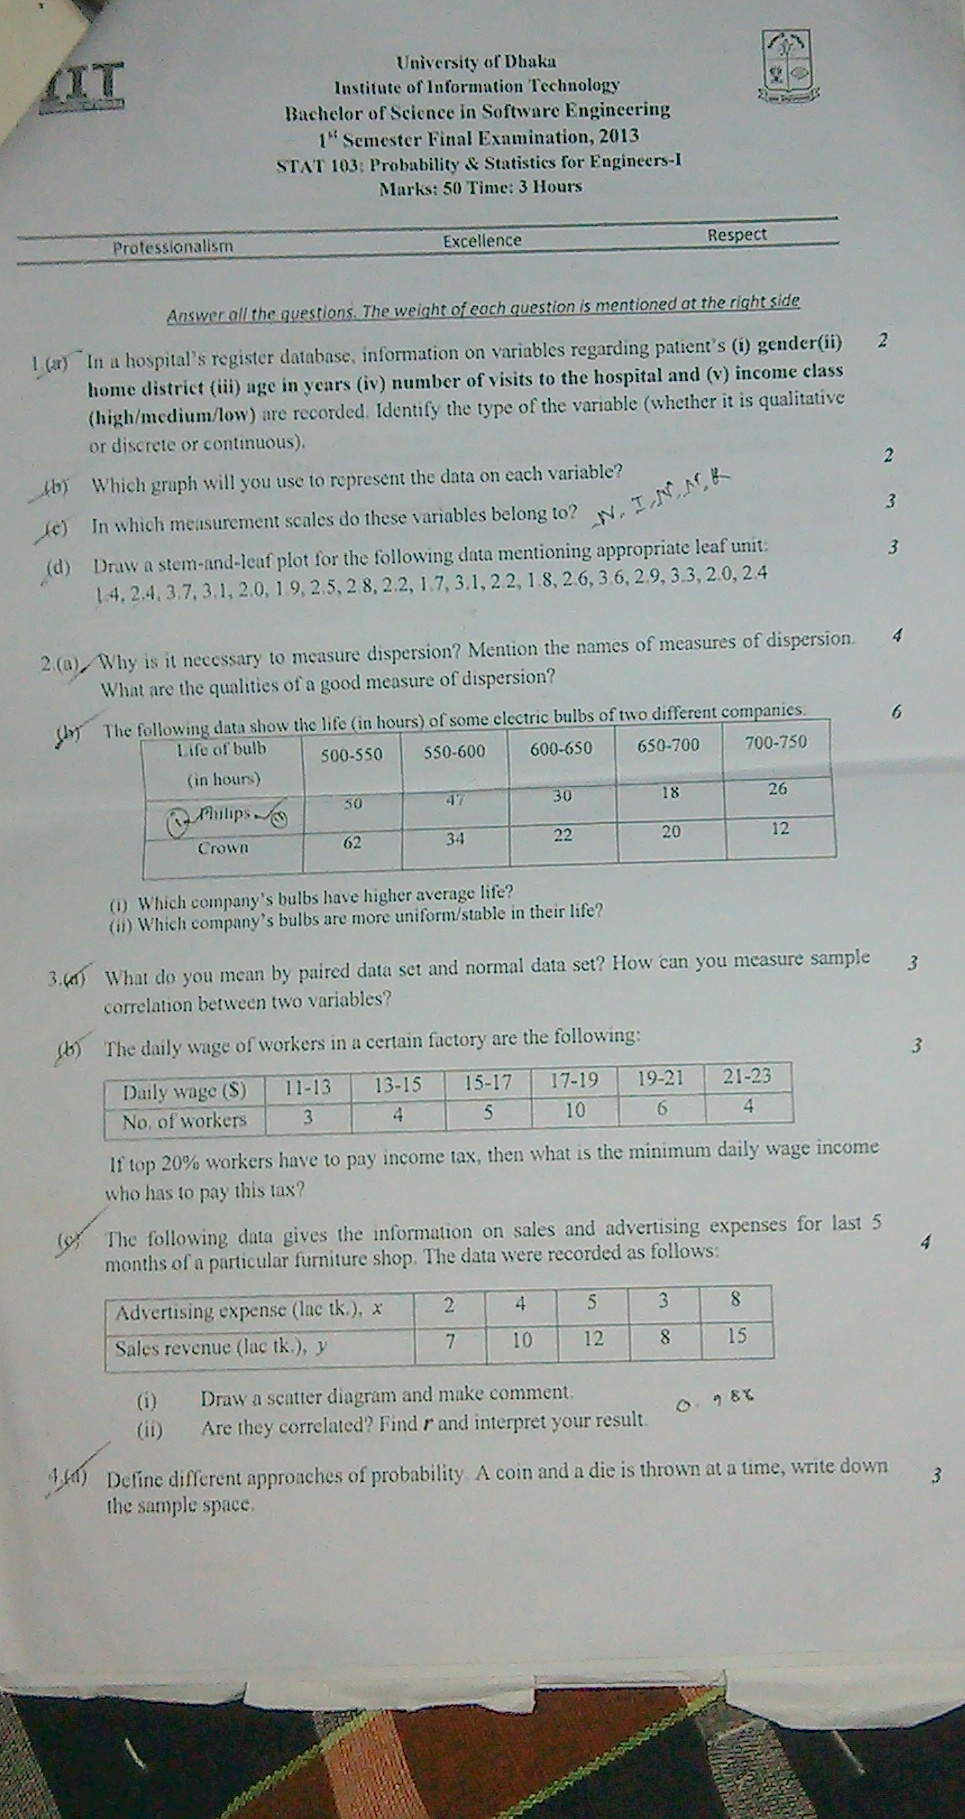 IIT
University of Dhaka
Institute of Information Technology
Bachelor of Science in Software Engineering
1st Semester Final Examination, 2013
STAT 103: Probability & Statistics for Engineers-I
Marks: 50 Time: 3 Hours
Professionalism Excellence Respect
Answer all the questions. The weight of each question is mentioned at the right side
1.(a) In a hospital's register database, information on variables regarding patient's (i) gender(ii) 2
home district (iii) age in years (iv) number of visits to the hospital and (v) income class
(high/medium/low) are recorded. Identify the type of the variable (whether it is qualitative
or discrete or continuous).
(b) Which graph will you use to represent the data on each variable? 2
(c) In which measurement scales do these variables belong to? N, I, N, N, R 3
(d) Draw a stem-and-leaf plot for the following data mentioning appropriate leaf unit: 3
1.4, 2.4, 3.7, 3.1, 2.0, 1.9, 2.5, 2.8, 2.2, 1.7, 3.1, 2.2, 1.8, 2.6, 3.6, 2.9, 3.3, 2.0, 2.4
2.(a) Why is it necessary to measure dispersion? Mention the names of measures of dispersion. 4
What are the qualities of a good measure of dispersion?
(b) The following data show the life (in hours) of some electric bulbs of two different companies. 6
Life of bulb (in hours) 500-550 550-600 600-650 650-700 700-750
Philips 50 47 30 18 26
Crown 62 34 22 20 12
(i) Which company's bulbs have higher average life?
(ii) Which company's bulbs are more uniform/stable in their life?
3.(a) What do you mean by paired data set and normal data set? How can you measure sample 3
correlation between two variables?
(b) The daily wage of workers in a certain factory are the following: 3
Daily wage ($) 11-13 13-15 15-17 17-19 19-21 21-23
No. of workers 3 4 5 10 6 4
If top 20% workers have to pay income tax, then what is the minimum daily wage income
who has to pay this tax?
(c) The following data gives the information on sales and advertising expenses for last 5 4
months of a particular furniture shop. The data were recorded as follows:
Advertising expense (lac tk.), x 2 4 5 3 8
Sales revenue (lac tk.), y 7 10 12 8 15
(i) Draw a scatter diagram and make comment.
(ii) Are they correlated? Find r and interpret your result.
4.(a) Define different approaches of probability. A coin and a die is thrown at a time, write down 3
the sample space.